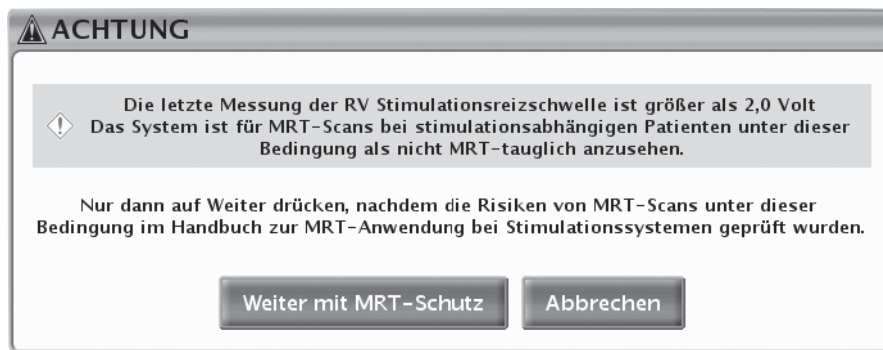 ACHTUNG
Die letzte Messung der RV Stimulationsreizschwelle ist größer als 2,0 Volt
Das System ist für MRT-Scans bei stimulationsabhängigen Patienten unter dieser
Bedingung als nicht MRT-tauglich anzusehen.
Nur dann auf Weiter drücken, nachdem die Risiken von MRT-Scans unter dieser
Bedingung im Handbuch zur MRT-Anwendung bei Stimulationssystemen geprüft wurden.
Weiter mit MRT-Schutz Abbrechen